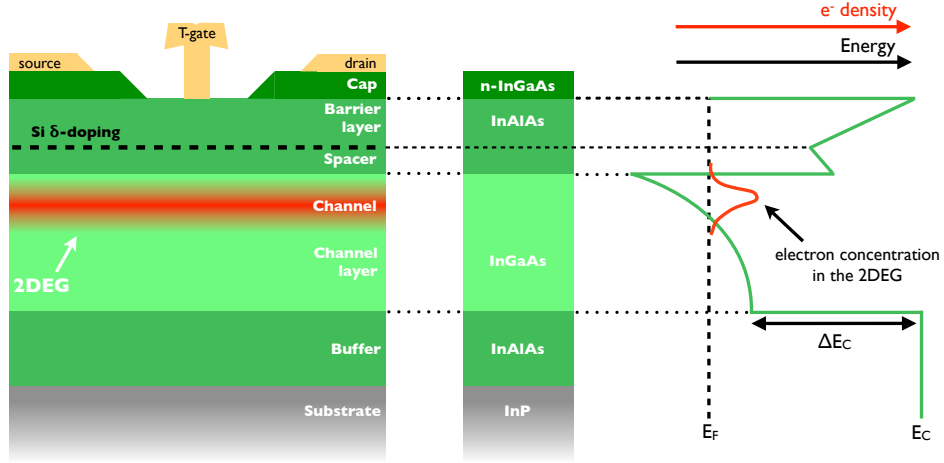 e⁻ density
Energy
T-gate
source
drain
Cap
n-InGaAs
Barrier
layer
InAlAs
Si δ-doping
Spacer
Channel
electron concentration
in the 2DEG
Channel
layer
InGaAs
2DEG
ΔE_C
Buffer
InAlAs
Substrate
InP
E_F
E_C